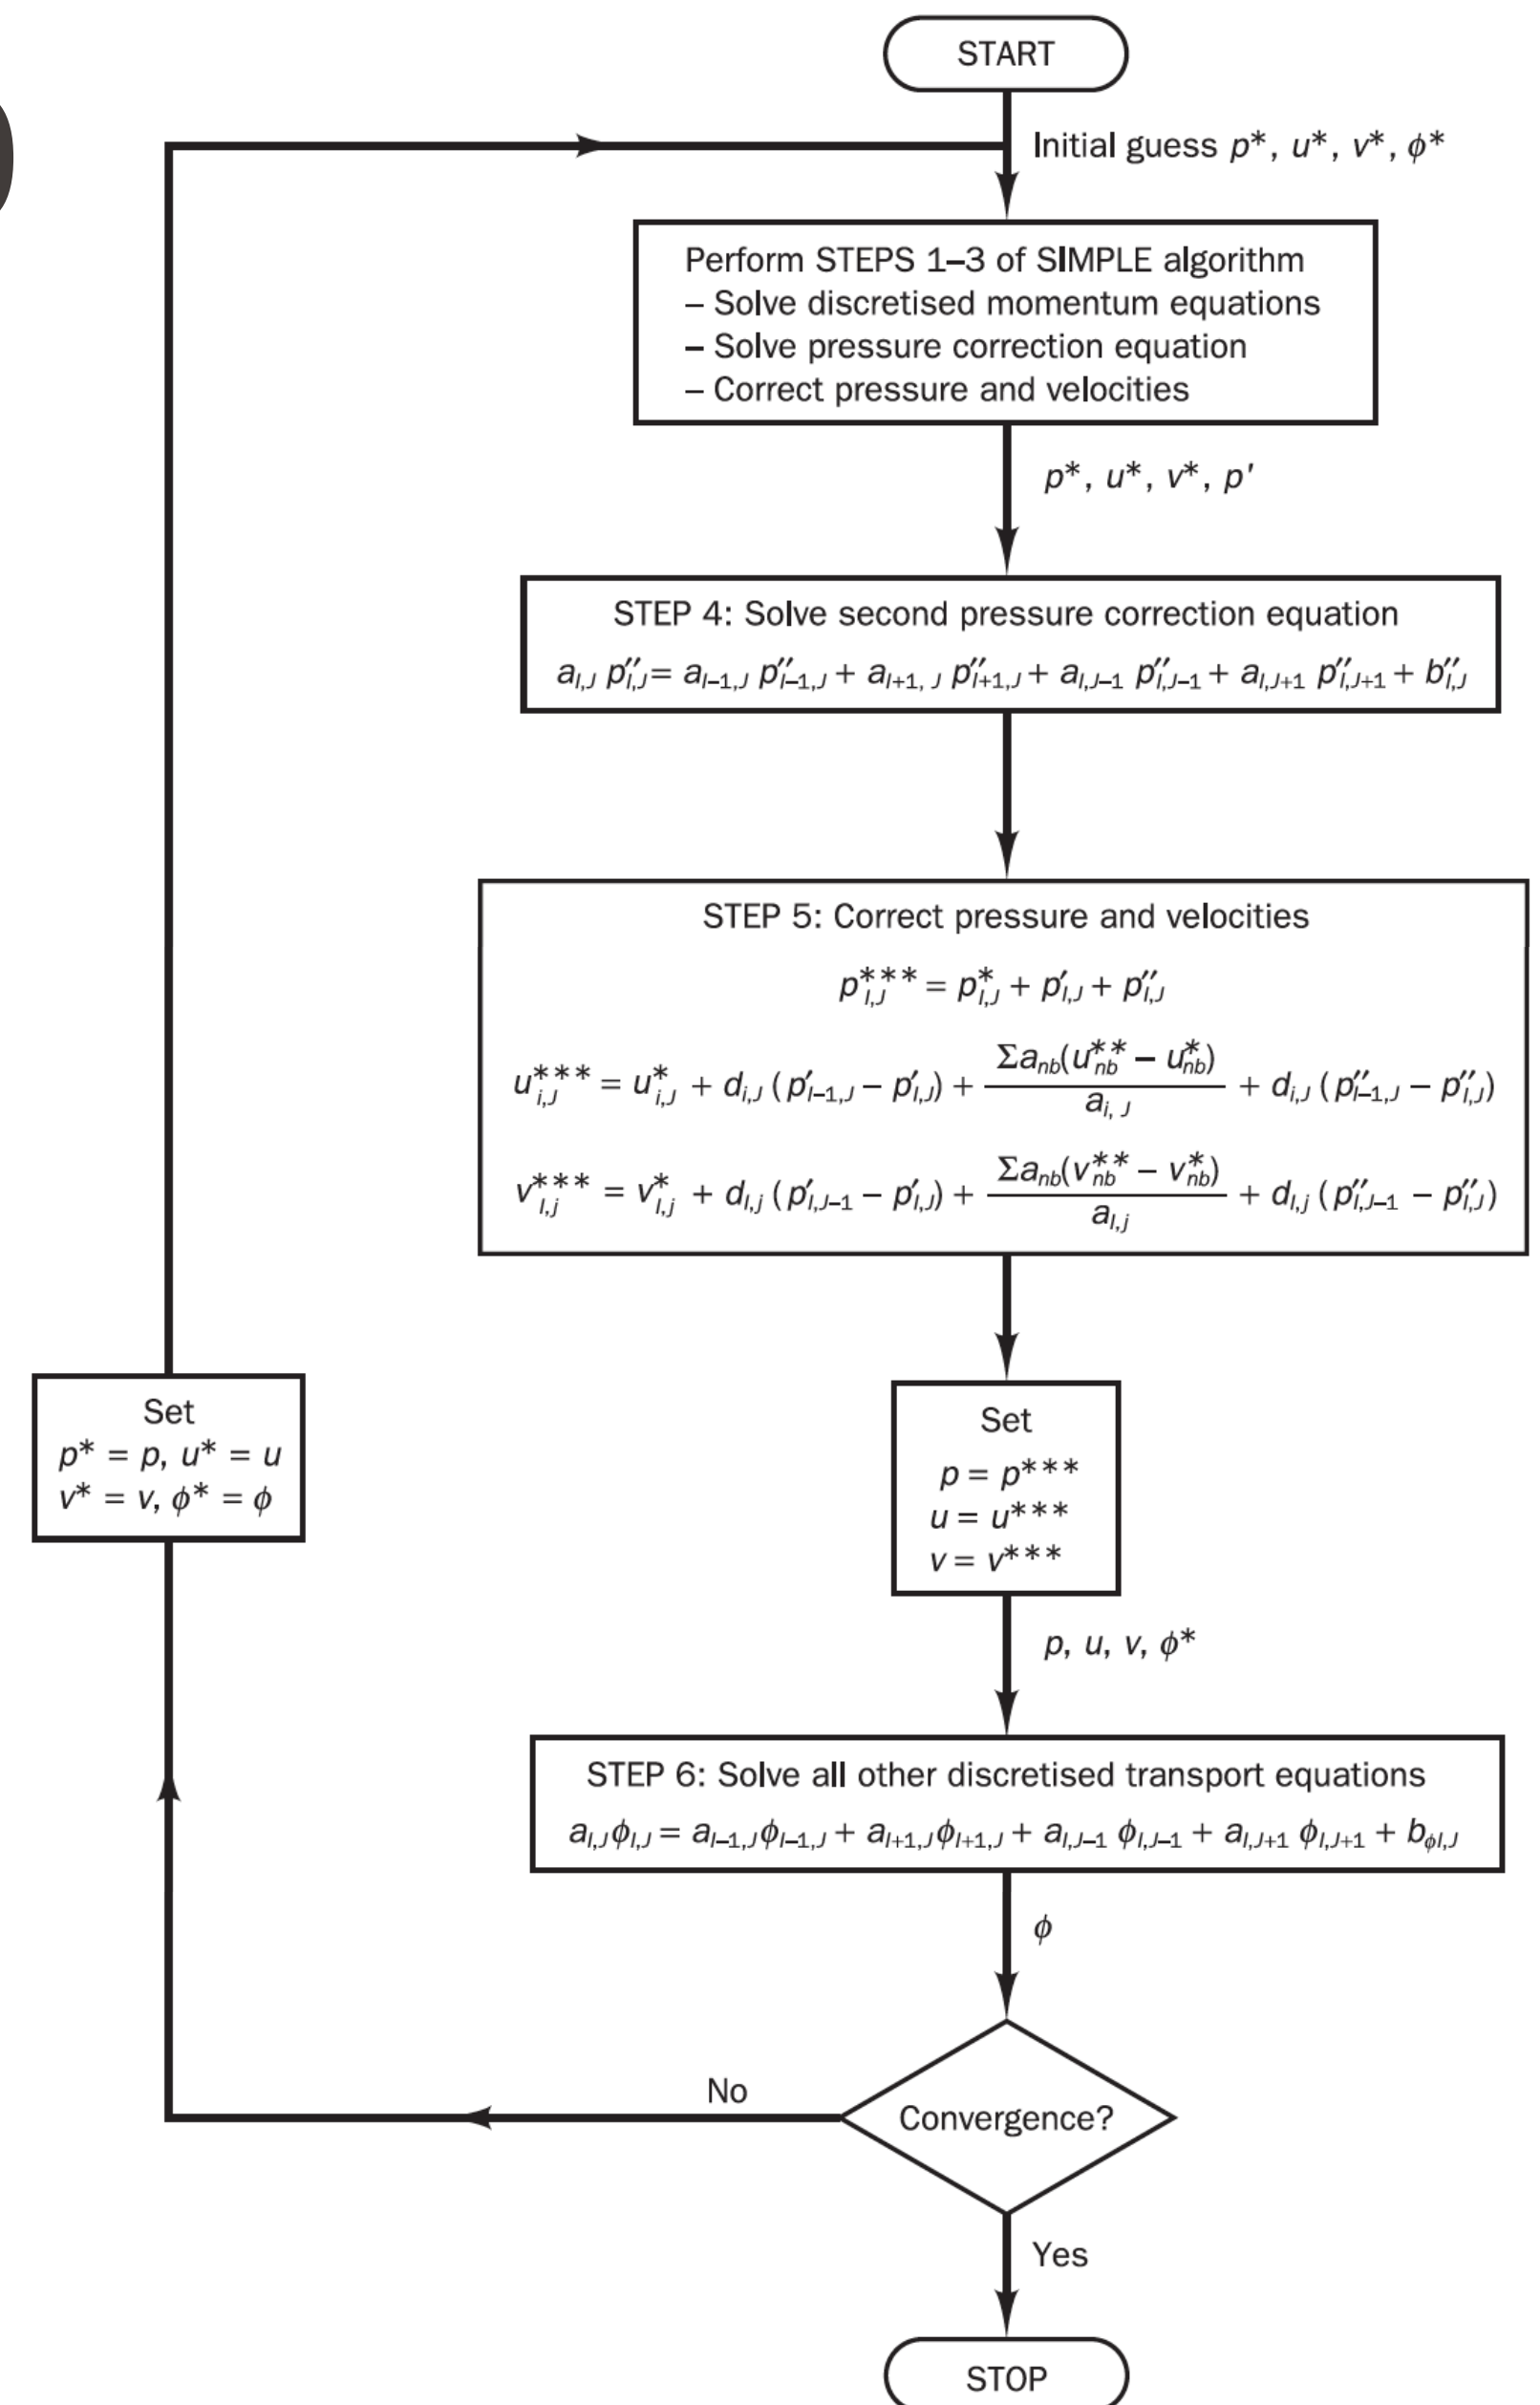 START
Initial guess p*, u*, v*, ϕ*
Perform STEPS 1–3 of SIMPLE algorithm
– Solve discretised momentum equations
– Solve pressure correction equation
– Correct pressure and velocities
p*, u*, v*, p′
STEP 4: Solve second pressure correction equation
a_{I,J} p″_{I,J} = a_{I–1,J} p″_{I–1,J} + a_{I+1,J} p″_{I+1,J} + a_{I,J–1} p″_{I,J–1} + a_{I,J+1} p″_{I,J+1} + b″_{I,J}
STEP 5: Correct pressure and velocities
p***_{I,J} = p*_{I,J} + p′_{I,J} + p″_{I,J}
u***_{i,J} = u*_{i,J} + d_{i,J} (p′_{I–1,J} – p′_{I,J}) + Σa_{nb}(u**_{nb} – u*_{nb}) / a_{i,J} + d_{i,J} (p″_{I–1,J} – p″_{I,J})
v***_{I,j} = v*_{I,j} + d_{I,j} (p′_{I,J–1} – p′_{I,J}) + Σa_{nb}(v**_{nb} – v*_{nb}) / a_{I,j} + d_{I,j} (p″_{I,J–1} – p″_{I,J})
Set
p* = p, u* = u
v* = v, ϕ* = ϕ
Set
p = p***
u = u***
v = v***
p, u, v, ϕ*
STEP 6: Solve all other discretised transport equations
a_{I,J} ϕ_{I,J} = a_{I–1,J} ϕ_{I–1,J} + a_{I+1,J} ϕ_{I+1,J} + a_{I,J–1} ϕ_{I,J–1} + a_{I,J+1} ϕ_{I,J+1} + b_{ϕI,J}
ϕ
No
Convergence?
Yes
STOP